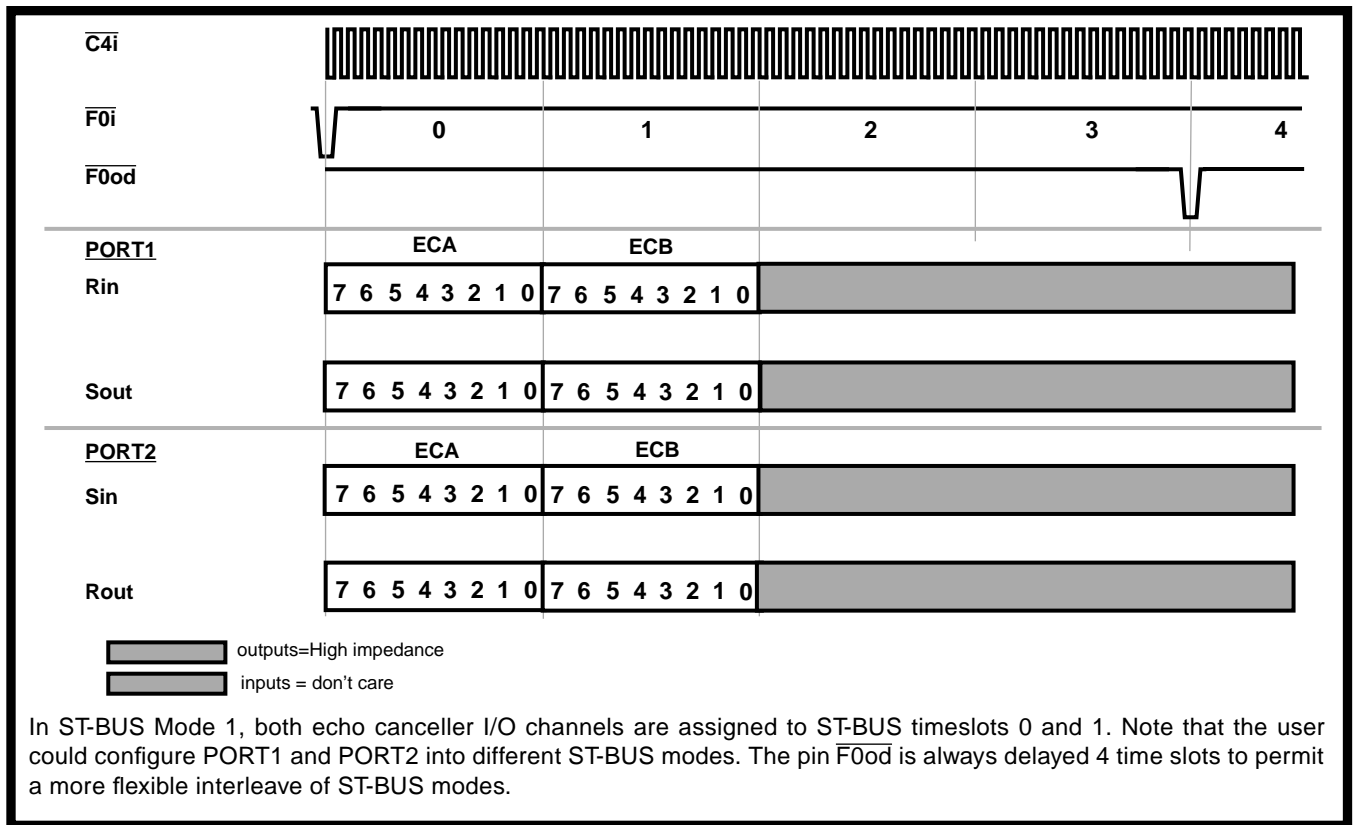 C4i
F0i
0 1 2 3 4
F0od
PORT1
ECA ECB
Rin
7 6 5 4 3 2 1 0 7 6 5 4 3 2 1 0
Sout
7 6 5 4 3 2 1 0 7 6 5 4 3 2 1 0
PORT2
ECA ECB
Sin
7 6 5 4 3 2 1 0 7 6 5 4 3 2 1 0
Rout
7 6 5 4 3 2 1 0 7 6 5 4 3 2 1 0
outputs=High impedance
inputs = don't care
In ST-BUS Mode 1, both echo canceller I/O channels are assigned to ST-BUS timeslots 0 and 1. Note that the user
could configure PORT1 and PORT2 into different ST-BUS modes. The pin F0od is always delayed 4 time slots to permit
a more flexible interleave of ST-BUS modes.